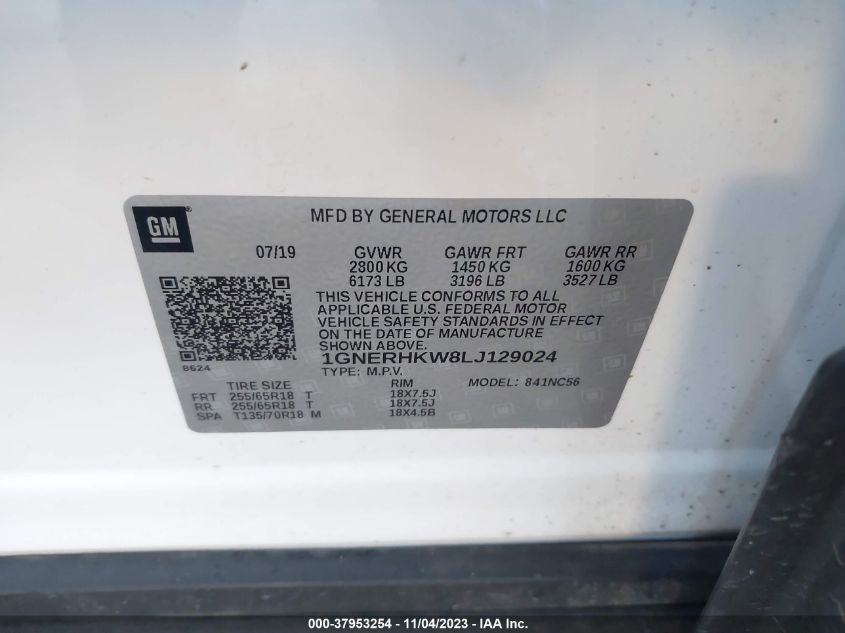 GM ®
MFD BY GENERAL MOTORS LLC
07/19 GVWR GAWR FRT GAWR RR
2800 KG 1450 KG 1600 KG
6173 LB 3196 LB 3527 LB
THIS VEHICLE CONFORMS TO ALL
APPLICABLE U.S. FEDERAL MOTOR
VEHICLE SAFETY STANDARDS IN EFFECT
ON THE DATE OF MANUFACTURE
SHOWN ABOVE.
1GNERHKW8LJ129024
8624
TYPE: M.P.V.
TIRE SIZE RIM MODEL: 841NC56
FRT 255/65R18 T 18X7.5J
RR 255/65R18 T 18X7.5J
SPA T135/70R18 M 18X4.5B
000-37953254 - 11/04/2023 - IAA Inc.